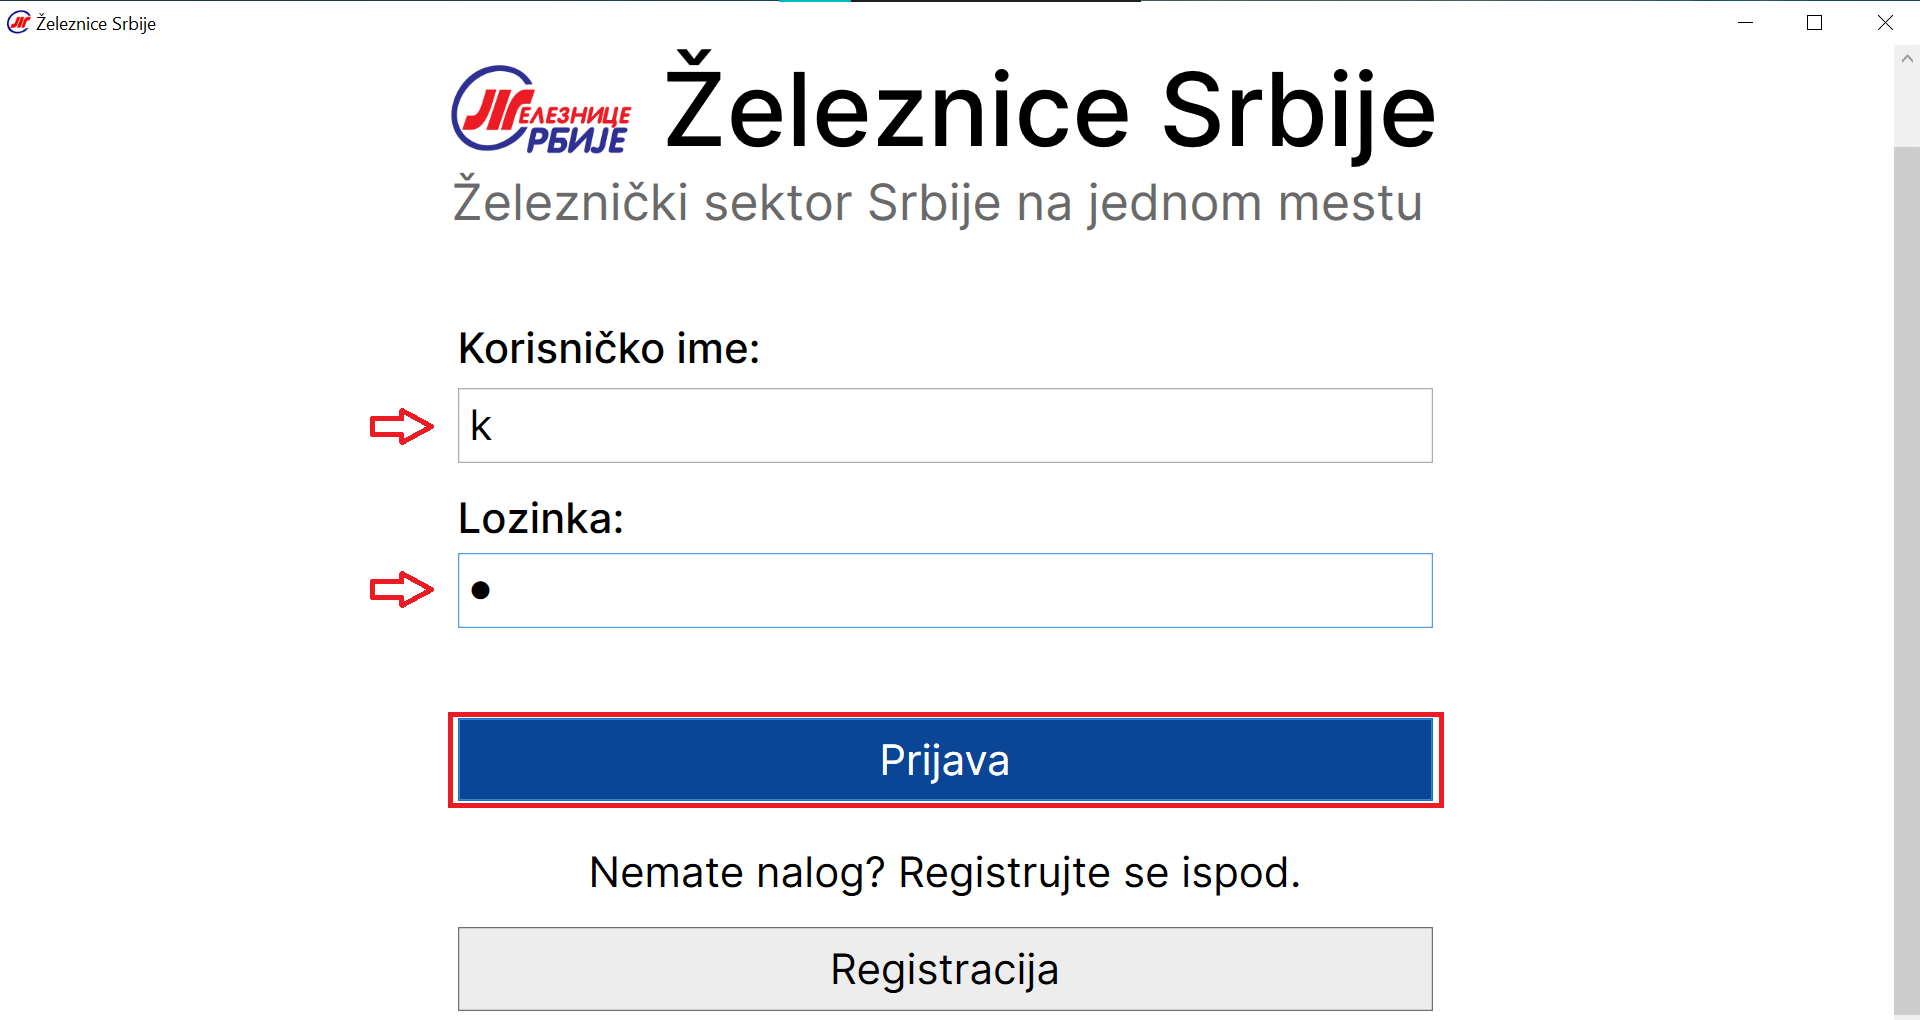 Železnice Srbije
ЖЕЛЕЗНИЦЕ
СРБИЈЕ
Železnice Srbije
Železnički sektor Srbije na jednom mestu
Korisničko ime:
k
Lozinka:
●
Prijava
Nemate nalog? Registrujte se ispod.
Registracija